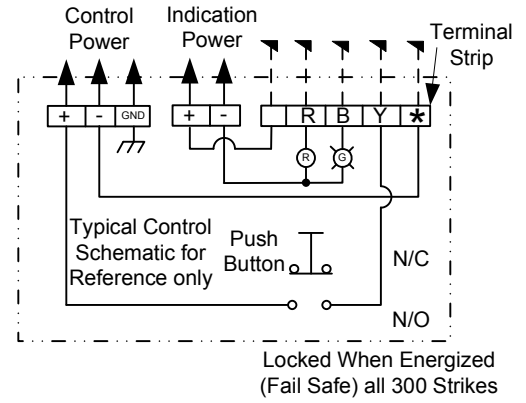 Control
Power
Indication
Power
Terminal
Strip
+ - GND
+ -
R B Y *
R G
Typical Control
Schematic for
Reference only
Push
Button
N/C
N/O
Locked When Energized
(Fail Safe) all 300 Strikes